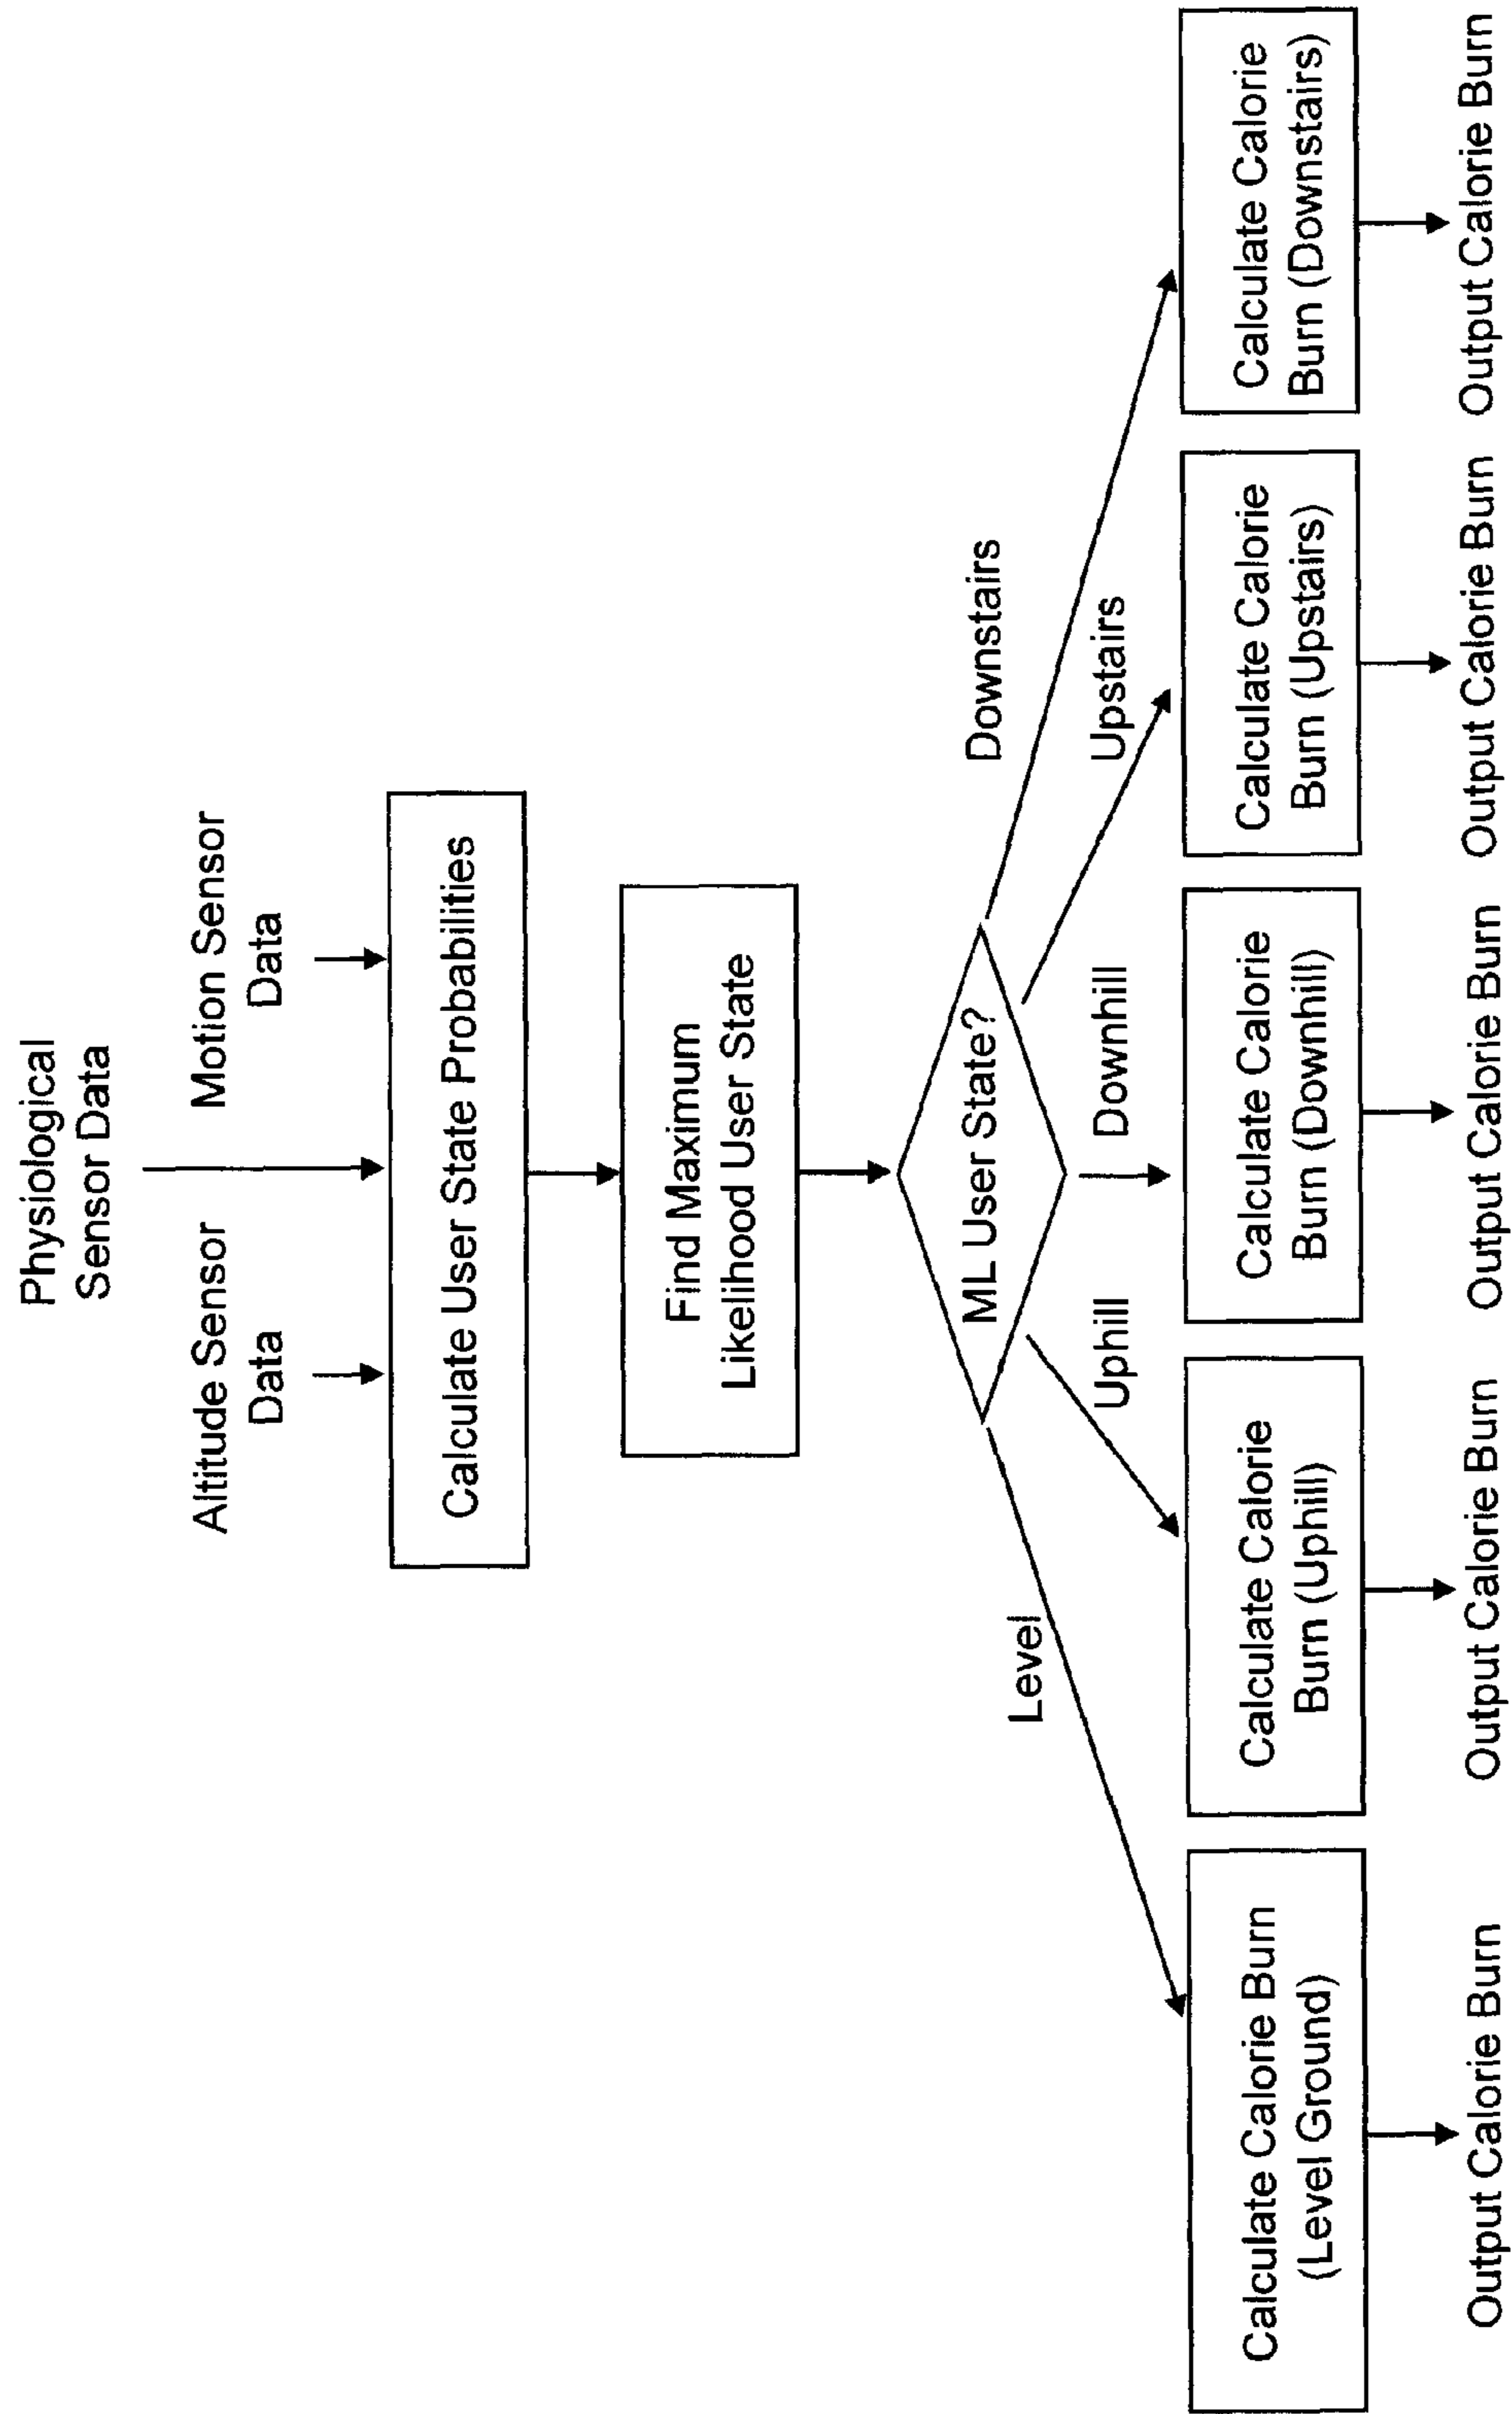 Physiological
Sensor Data
Altitude Sensor
Data
Motion Sensor
Data
Calculate User State Probabilities
Find Maximum
Likelihood User State
ML User State?
Level
Uphill
Downhill
Upstairs
Downstairs
Calculate Calorie Burn
(Level Ground)
Calculate Calorie
Burn (Uphill)
Calculate Calorie
Burn (Downhill)
Calculate Calorie
Burn (Upstairs)
Calculate Calorie
Burn (Downstairs)
Output Calorie Burn
Output Calorie Burn
Output Calorie Burn
Output Calorie Burn
Output Calorie Burn